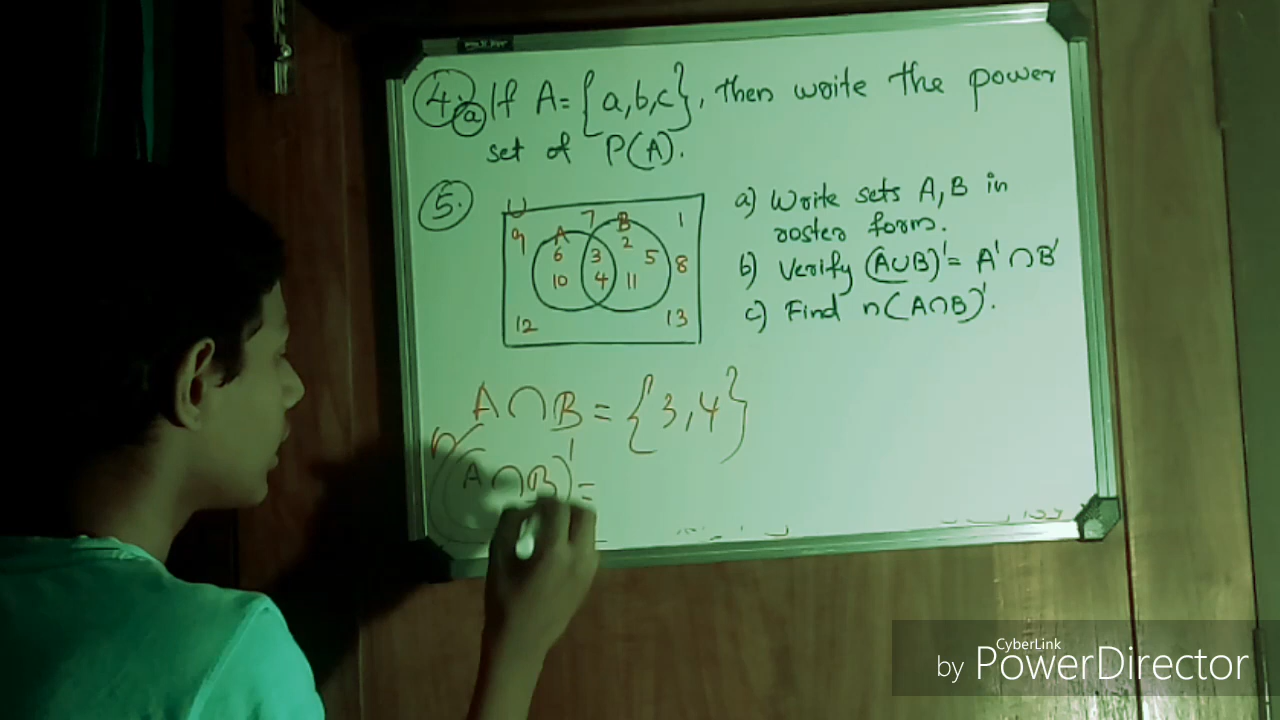 4. a If A = {a, b, c}, then write the power
set of P(A).
5.
U 7 B 1
9 A 2
6 3 5 8
10 4 11
12 13
a) Write sets A, B in
roster form.
b) Verify (A∪B)' = A' ∩ B'
c) Find n(A∩B)'.
A ∩ B = {3, 4}
n(A ∩ B)' =
CyberLink
by PowerDirector